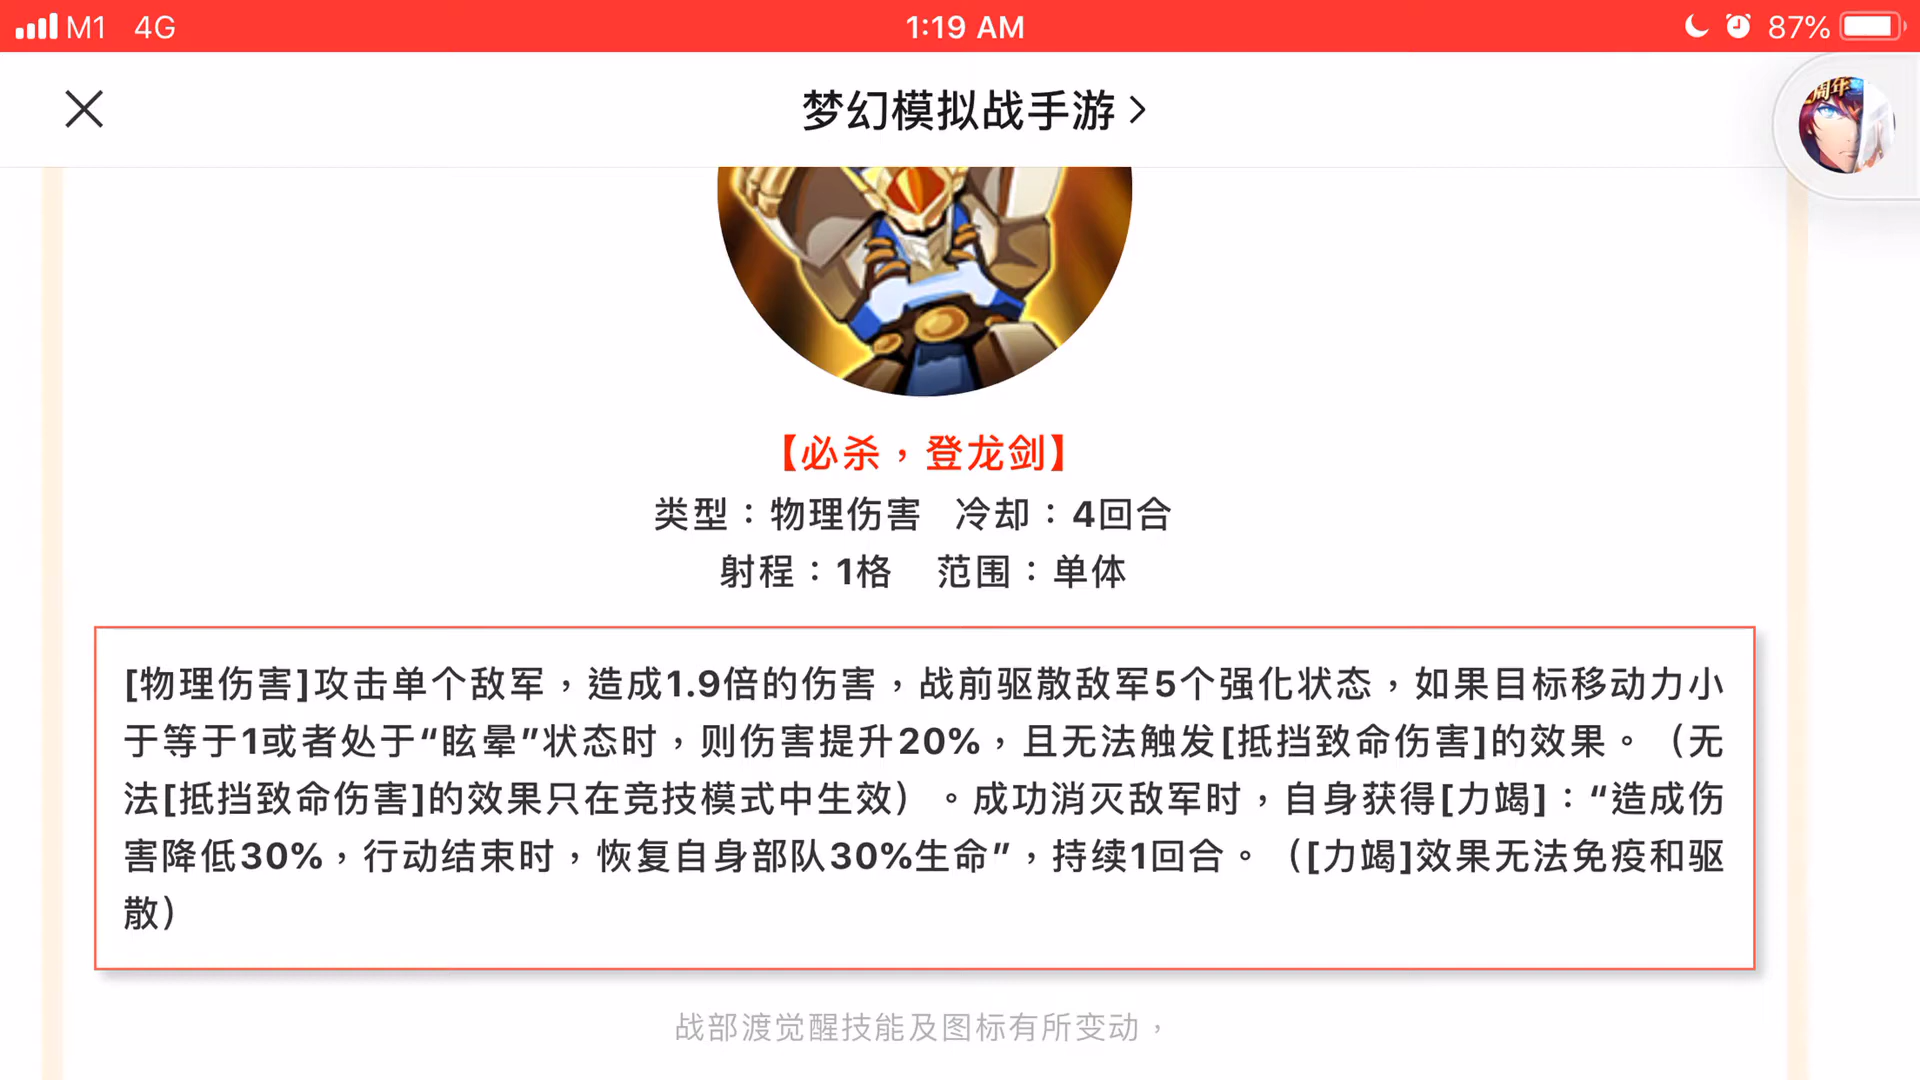 M1 4G 1:19 AM 87%
梦幻模拟战手游
周年
【必杀，登龙剑】
类型：物理伤害 冷却：4回合
射程：1格 范围：单体
[物理伤害]攻击单个敌军，造成1.9倍的伤害，战前驱散敌军5个强化状态，如果目标移动力小
于等于1或者处于“眩晕”状态时，则伤害提升20%，且无法触发[抵挡致命伤害]的效果。（无
法[抵挡致命伤害]的效果只在竞技模式中生效）。成功消灭敌军时，自身获得[力竭]：“造成伤
害降低30%，行动结束时，恢复自身部队30%生命”，持续1回合。（[力竭]效果无法免疫和驱
散）
战部渡觉醒技能及图标有所变动，